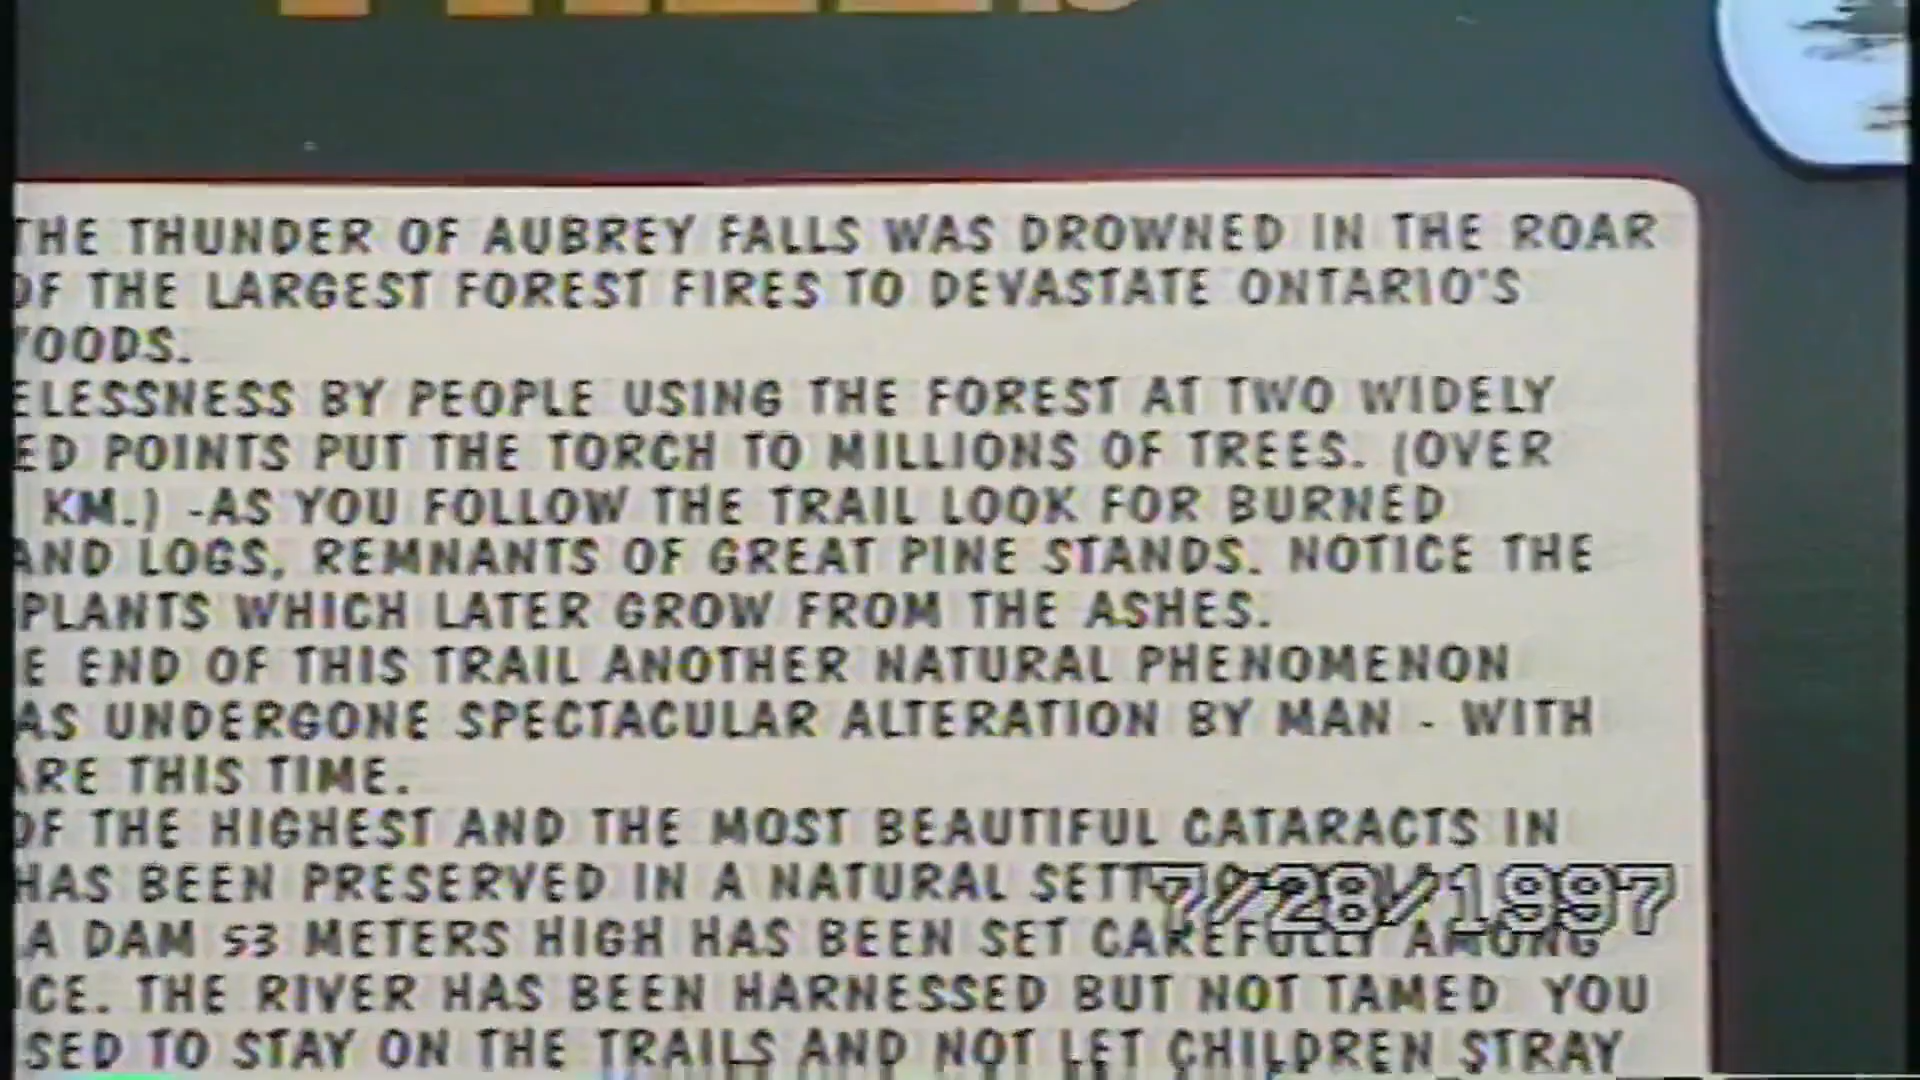 THE THUNDER OF AUBREY FALLS WAS DROWNED IN THE ROAR
OF THE LARGEST FOREST FIRES TO DEVASTATE ONTARIO'S
OODS.
ELESSNESS BY PEOPLE USING THE FOREST AT TWO WIDELY
ED POINTS PUT THE TORCH TO MILLIONS OF TREES. (OVER
KM.) -AS YOU FOLLOW THE TRAIL LOOK FOR BURNED
AND LOGS, REMNANTS OF GREAT PINE STANDS. NOTICE THE
PLANTS WHICH LATER GROW FROM THE ASHES.
E END OF THIS TRAIL ANOTHER NATURAL PHENOMENON
AS UNDERGONE SPECTACULAR ALTERATION BY MAN - WITH
ARE THIS TIME.
OF THE HIGHEST AND THE MOST BEAUTIFUL CATARACTS IN
HAS BEEN PRESERVED IN A NATURAL
7/28/1997
A DAM 53 METERS HIGH HAS BEEN SET CAREFULLY AMONG
ICE. THE RIVER HAS BEEN HARNESSED BUT NOT TAMED YOU
SED TO STAY ON THE TRAILS AND NOT LET CHILDREN STRAY